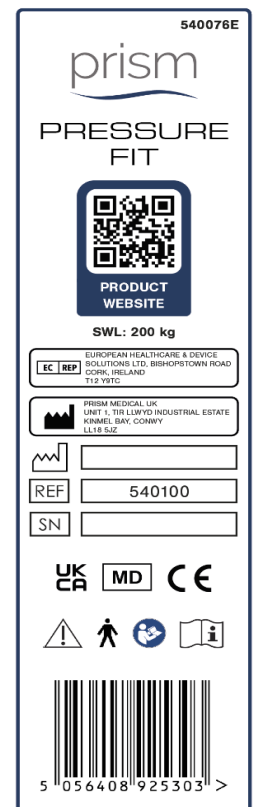 540076E
prism
PRESSURE
FIT
PRODUCT
WEBSITE
SWL: 200 kg
EC REP
EUROPEAN HEALTHCARE & DEVICE
SOLUTIONS LTD, BISHOPSTOWN ROAD
CORK, IRELAND
T12 Y9TC
PRISM MEDICAL UK
UNIT 1, TIR LLWYD INDUSTRIAL ESTATE
KINMEL BAY, CONWY
LL18 5JZ
REF 540100
SN
UK
CA
MD
CE
5 056408 925303 >